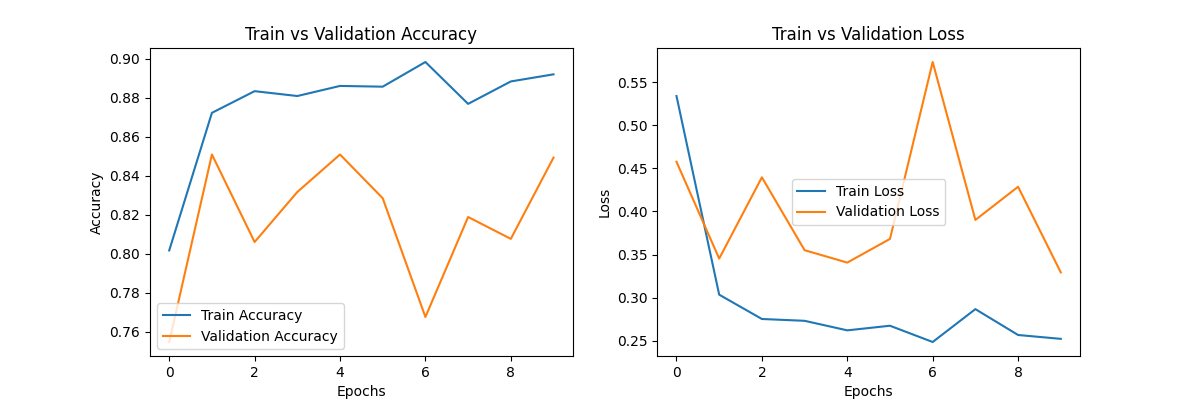 Train vs Validation Accuracy
Accuracy
0.90
0.88
0.86
0.84
0.82
0.80
0.78
0.76
Train Accuracy
Validation Accuracy
0 2 4 6 8
Epochs
Train vs Validation Loss
Loss
0.55
0.50
0.45
0.40
0.35
0.30
0.25
Train Loss
Validation Loss
0 2 4 6 8
Epochs